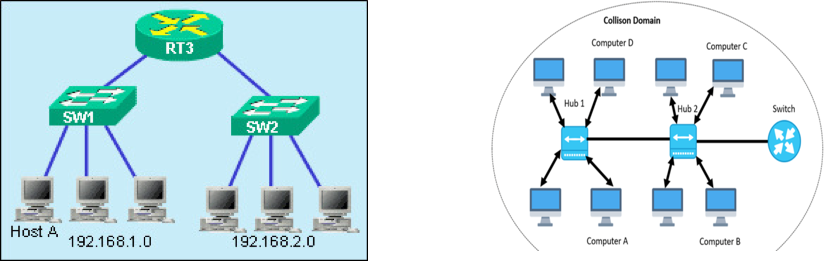 RT3
SW1
SW2
Host A
192.168.1.0
192.168.2.0
Collison Domain
Computer D
Computer C
Hub 1
Hub 2
Switch
Computer A
Computer B